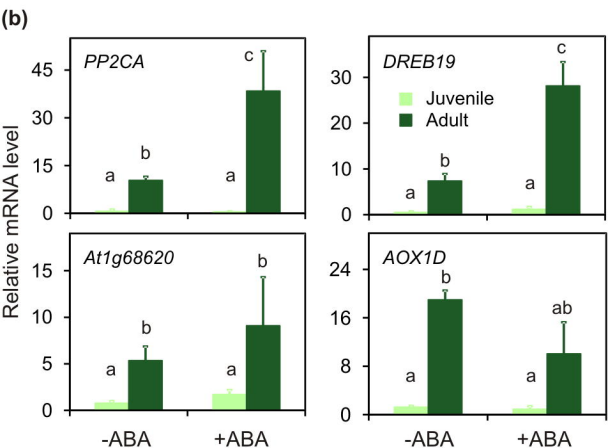 (b)
Relative mRNA level
PP2CA
45
30
15
0
a
b
a
c
DREB19
Juvenile
Adult
30
20
10
0
a
b
a
c
At1g68620
15
10
5
0
a
b
a
b
-ABA
+ABA
AOX1D
24
16
8
0
a
b
a
ab
-ABA
+ABA